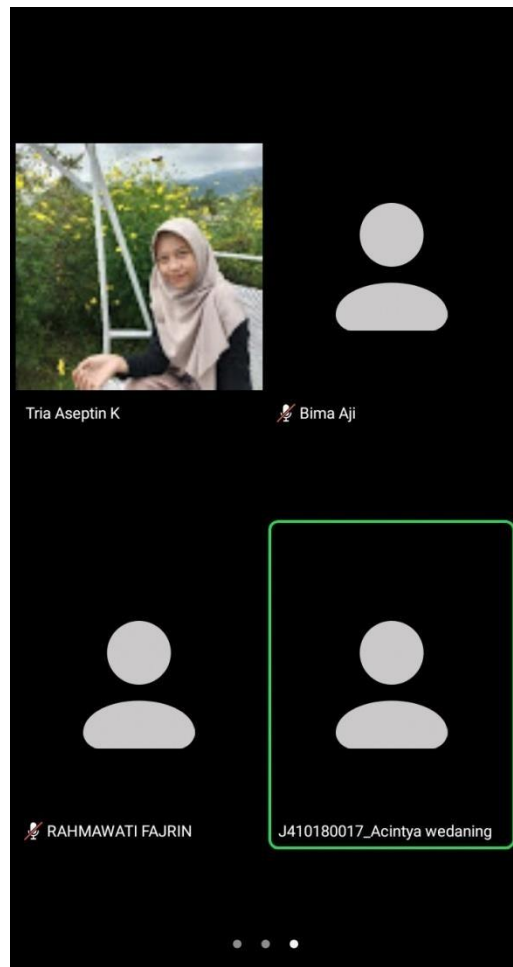 Tria Aseptin K
Bima Aji
RAHMAWATI FAJRIN
J410180017_Acintya wedaning